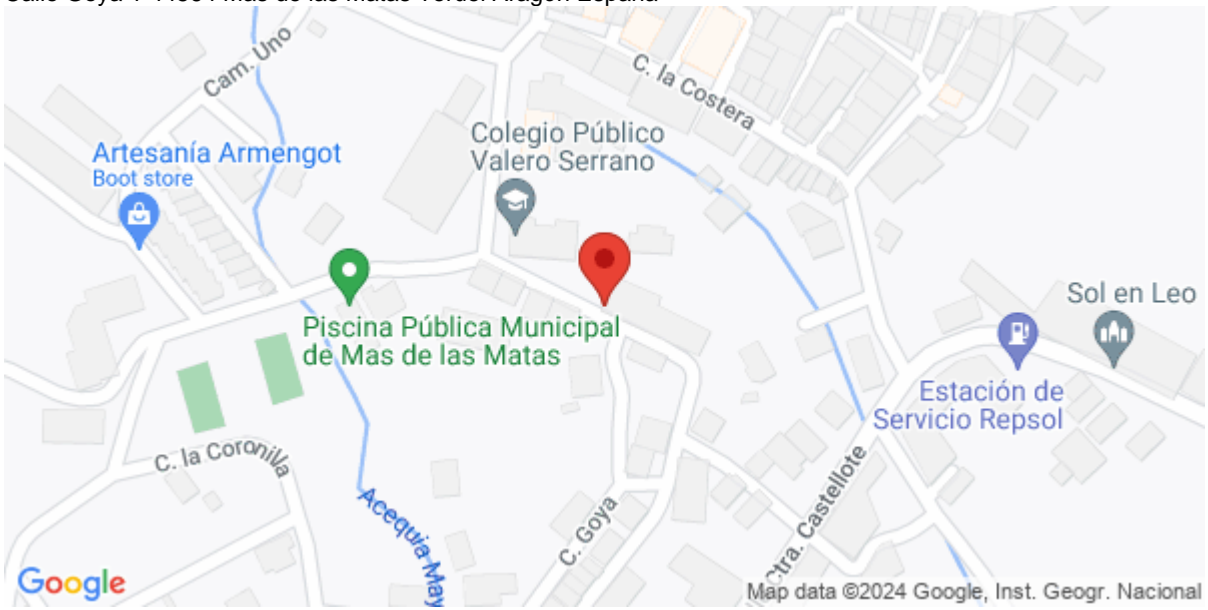 Cam. Uno
C. la Costera
Colegio Público
Valero Serrano
Artesanía Armengot
Boot store
Sol en Leo
Piscina Pública Municipal
de Mas de las Matas
Estación de
Servicio Repsol
C. la Coronilla
Acequia May
C. Goya
Ctra. Castellote
Google
Map data ©2024 Google, Inst. Geogr. Nacional